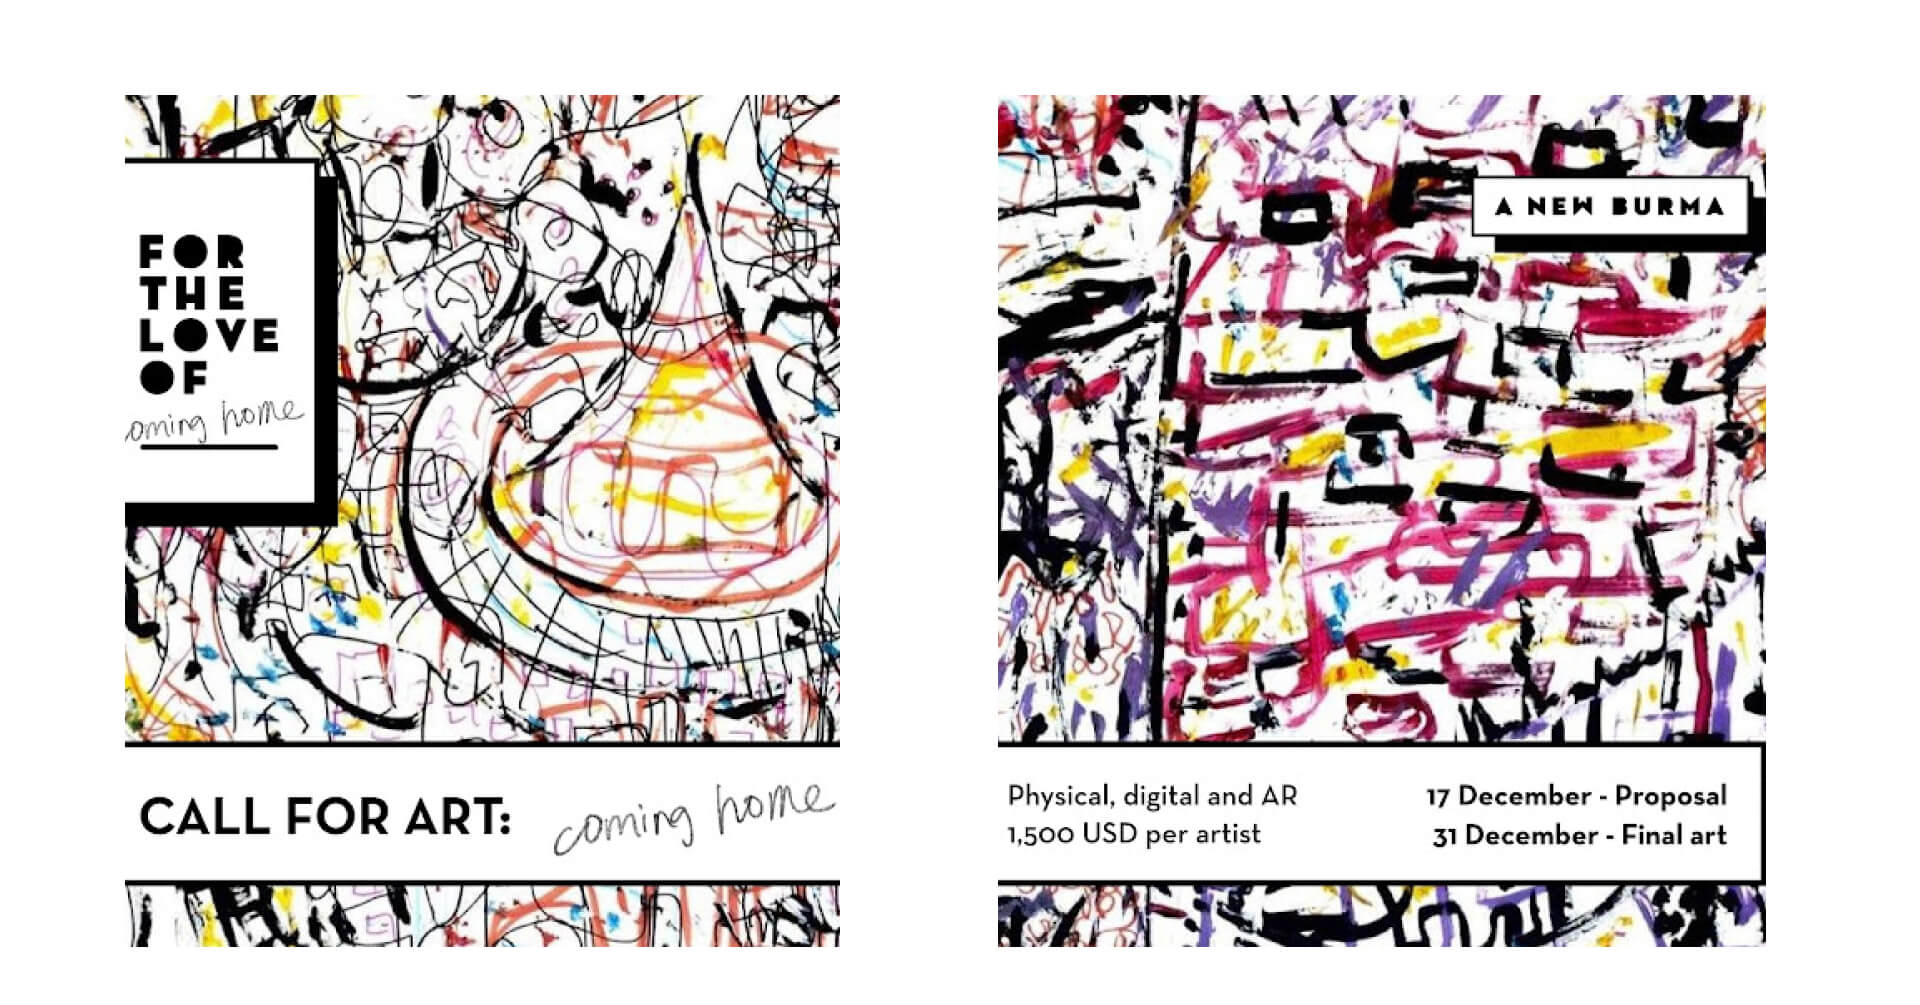 FOR
THE
LOVE
OF
oming home
CALL FOR ART: coming home
A NEW BURMA
Physical, digital and AR
1,500 USD per artist
17 December - Proposal
31 December - Final art